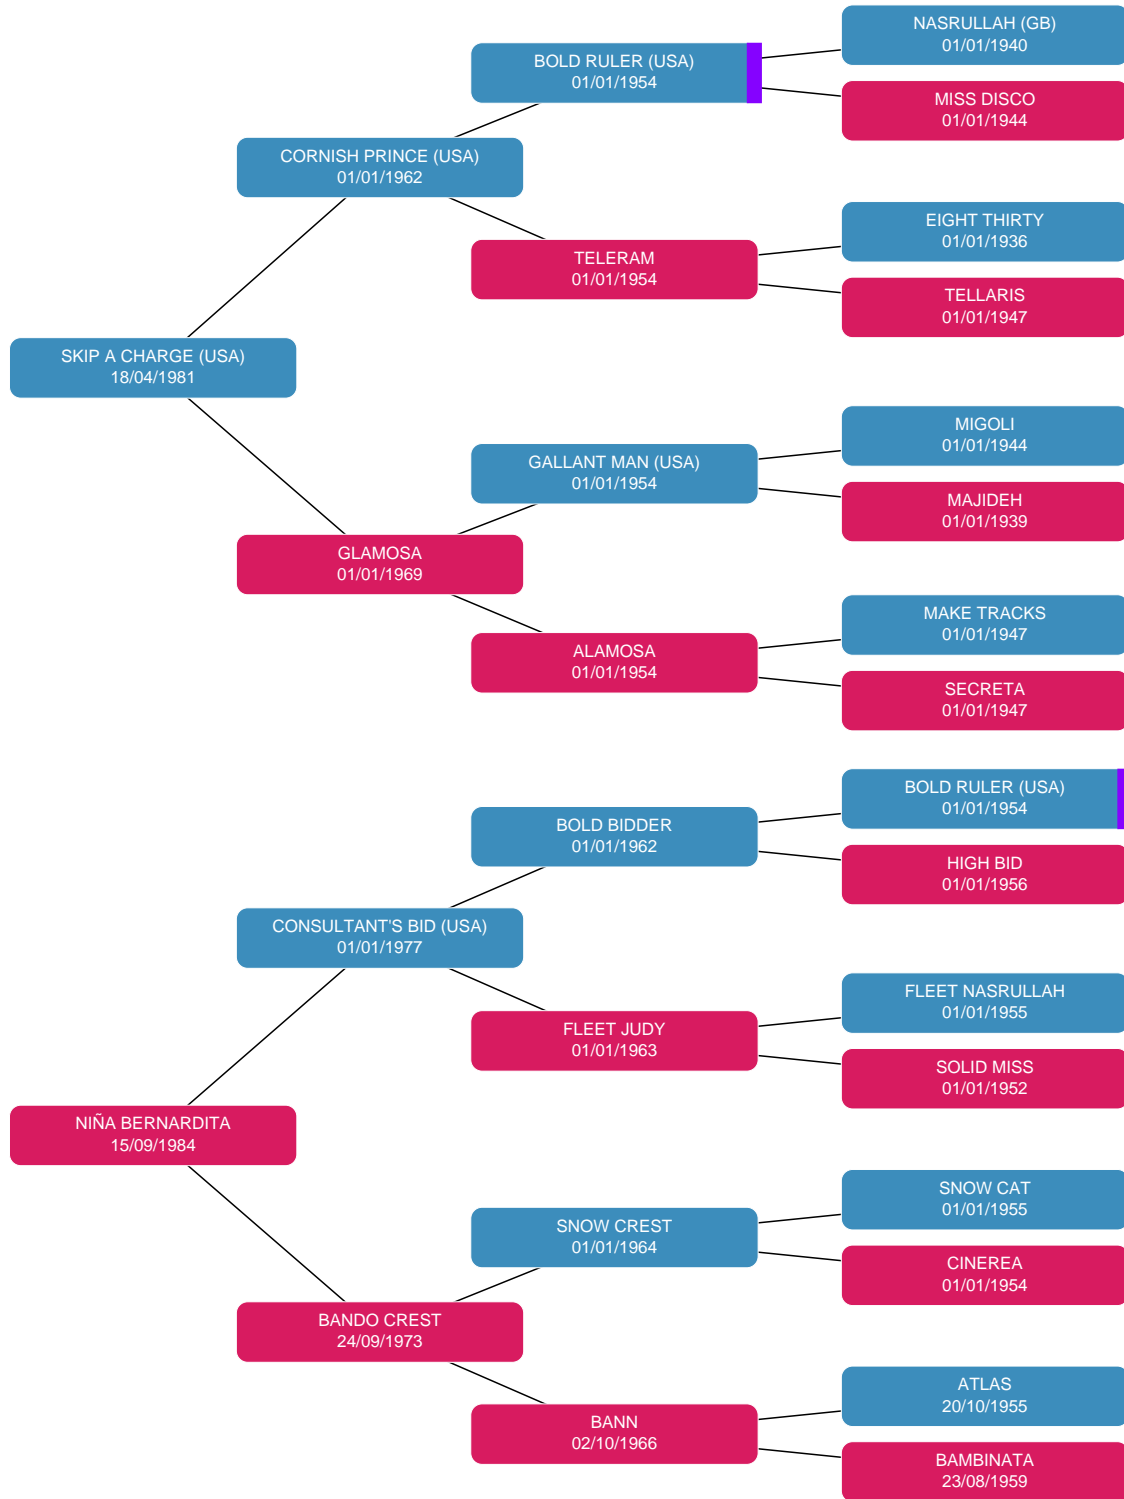 NASRULLAH (GB)
01/01/1940
BOLD RULER (USA)
01/01/1954
MISS DISCO
01/01/1944
CORNISH PRINCE (USA)
01/01/1962
EIGHT THIRTY
01/01/1936
TELERAM
01/01/1954
TELLARIS
01/01/1947
SKIP A CHARGE (USA)
18/04/1981
MIGOLI
01/01/1944
GALLANT MAN (USA)
01/01/1954
MAJIDEH
01/01/1939
GLAMOSA
01/01/1969
MAKE TRACKS
01/01/1947
ALAMOSA
01/01/1954
SECRETA
01/01/1947
BOLD RULER (USA)
01/01/1954
BOLD BIDDER
01/01/1962
HIGH BID
01/01/1956
CONSULTANT'S BID (USA)
01/01/1977
FLEET NASRULLAH
01/01/1955
FLEET JUDY
01/01/1963
SOLID MISS
01/01/1952
NIÑA BERNARDITA
15/09/1984
SNOW CAT
01/01/1955
SNOW CREST
01/01/1964
CINEREA
01/01/1954
BANDO CREST
24/09/1973
ATLAS
20/10/1955
BANN
02/10/1966
BAMBINATA
23/08/1959